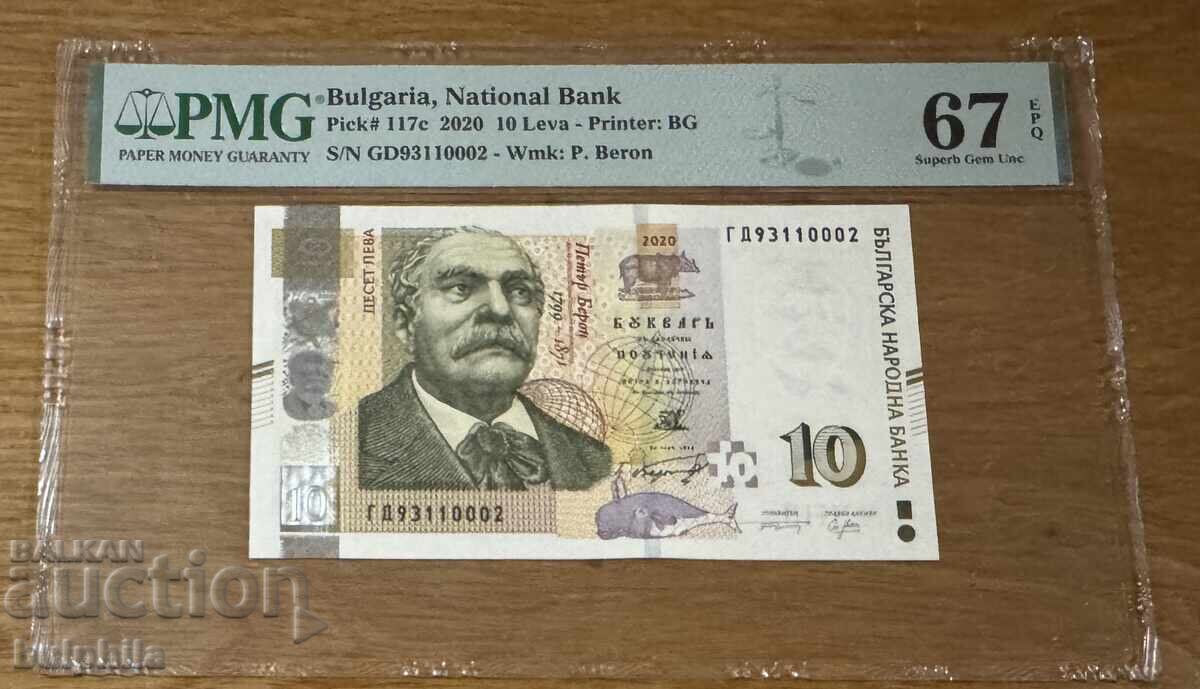 PMG
PAPER MONEY GUARANTY
Bulgaria, National Bank
Pick# 117c 2020 10 Leva - Printer: BG
S/N GD93110002 - Wmk: P. Beron
67
EPQ
Superb Gem Unc
ДЕСЕТ ЛЕВА
Петър Берон
1799-1871
2020
ГД93110002
БУКВАРЬ
10
10
ГД93110002
10
БЪЛГАРСКА НАРОДНА БАНКА
BALKAN
auction
bulphila